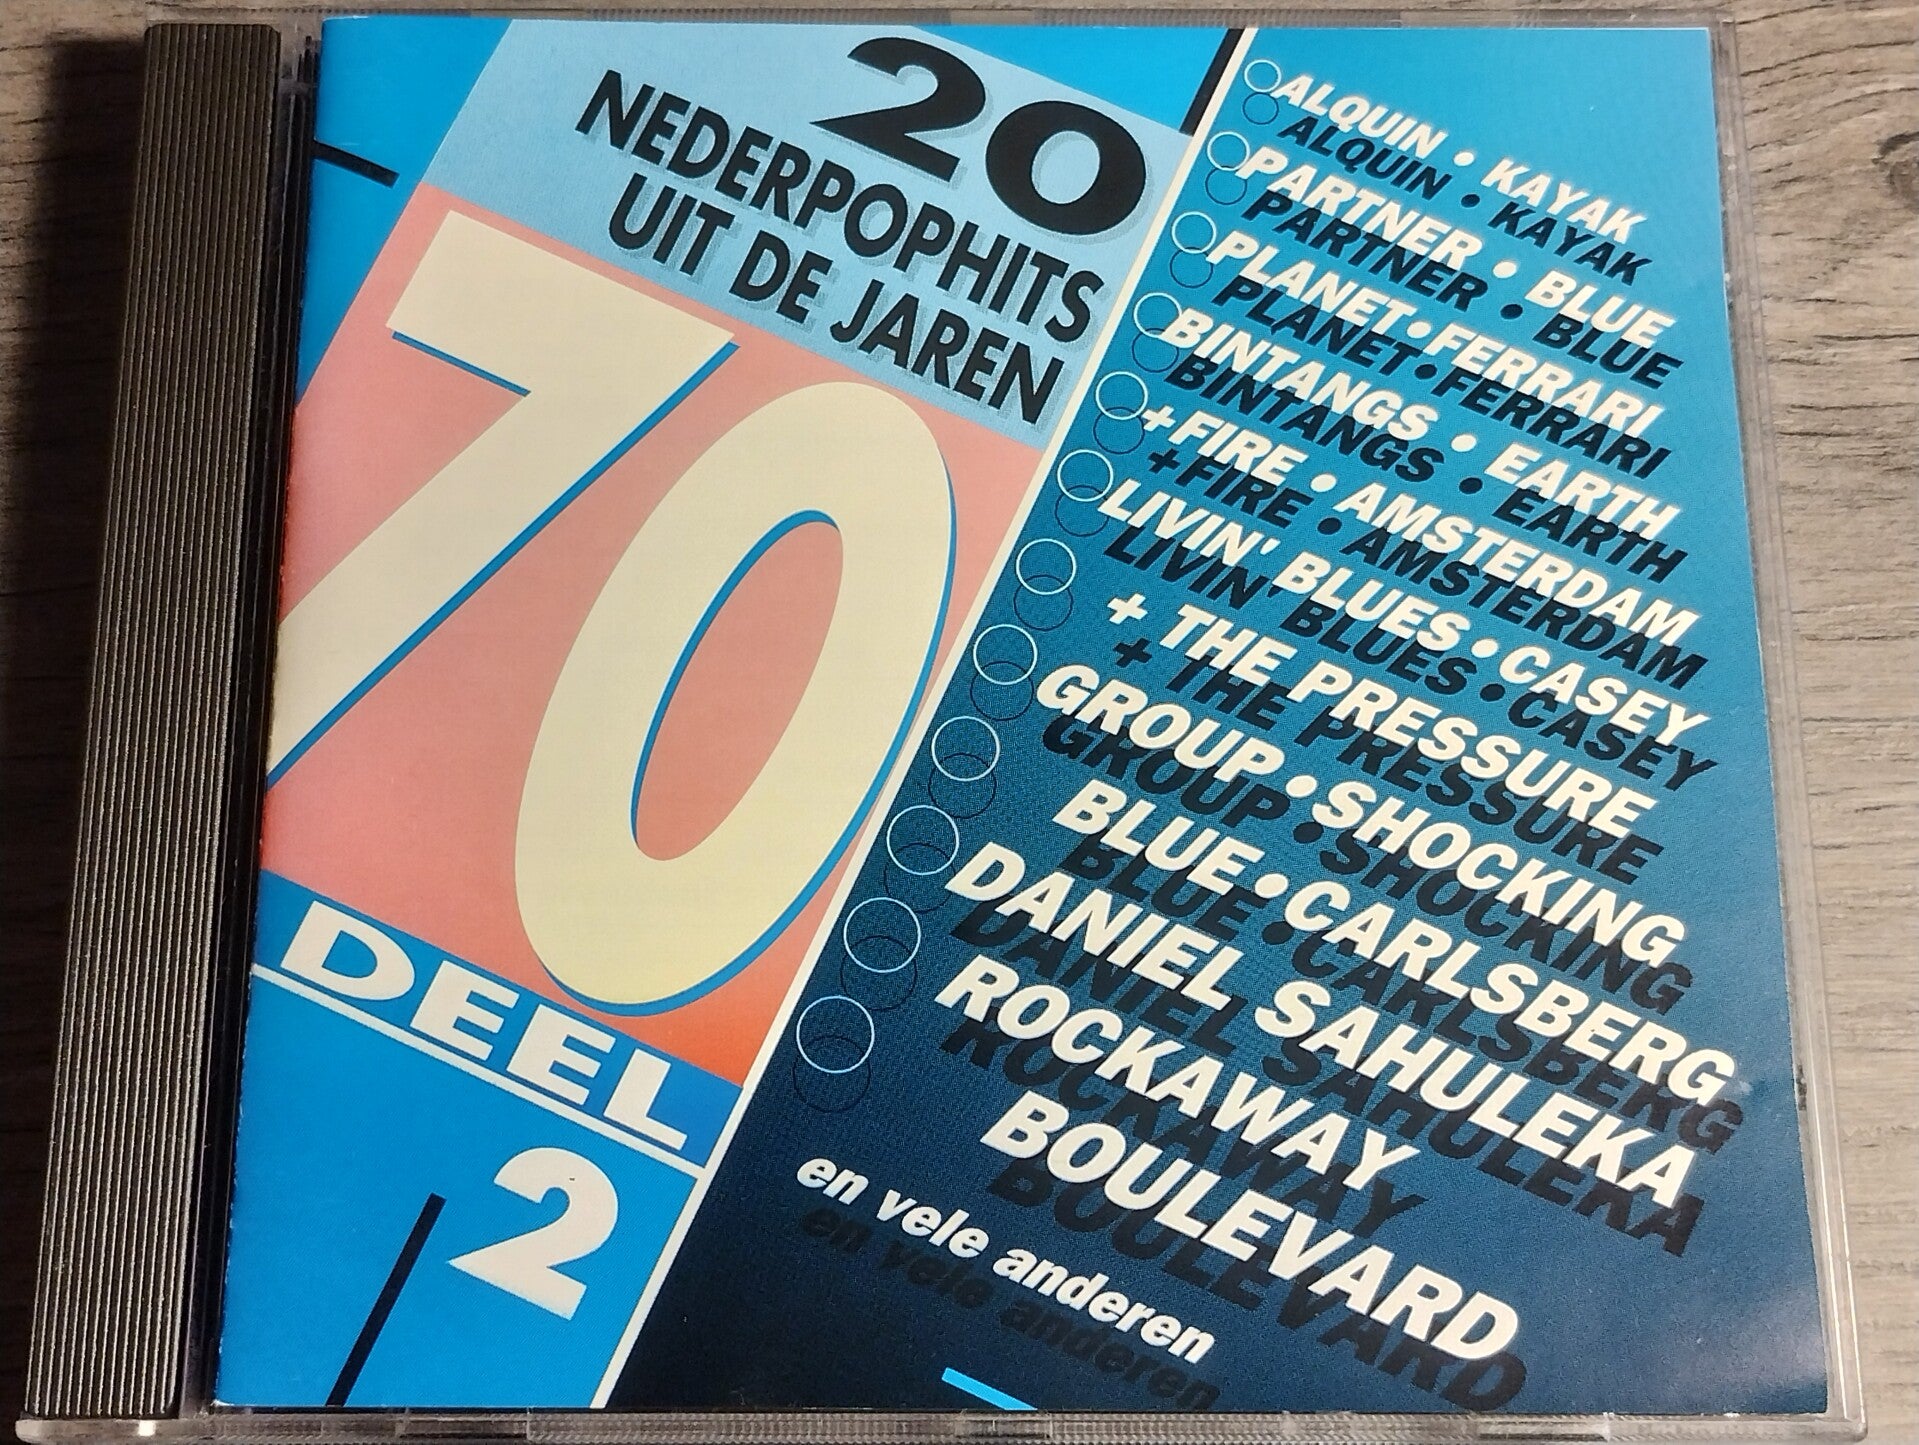 20
NEDERPOPHITS
UIT DE JAREN
70
DEEL
2
ALQUIN • KAYAK
PARTNER • BLUE
PLANET • FERRARI
BINTANGS • EARTH
+ FIRE • AMSTERDAM
LIVIN' BLUES • CASEY
+ THE PRESSURE
GROUP • SHOCKING
BLUE • CARLSBERG
DANIEL SAHULEKA
ROCKAWAY
BOULEVARD
en vele anderen